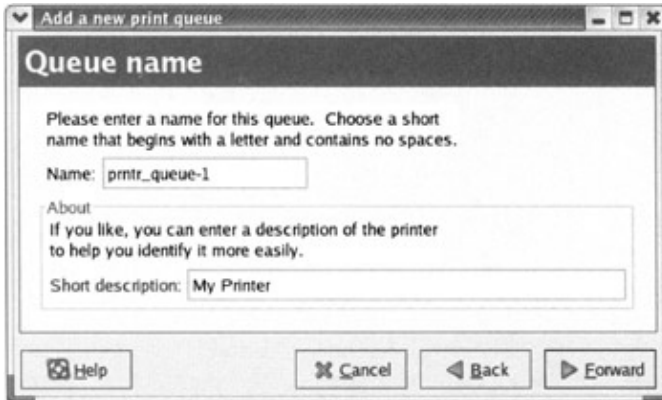 Add a new print queue
Queue name
Please enter a name for this queue. Choose a short
name that begins with a letter and contains no spaces.
Name: prntr_queue-1
About
If you like, you can enter a description of the printer
to help you identify it more easily.
Short description: My Printer
Help Cancel Back Forward